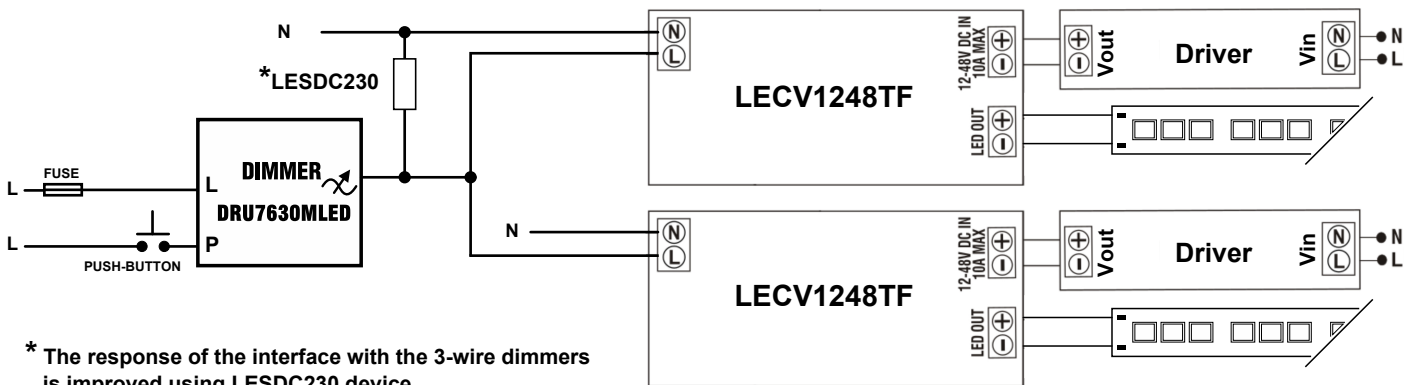 N
*LESDC230
L FUSE
L
PUSH-BUTTON
L
P
DIMMER
DRU7630MLED
N
L
LECV1248TF
12-48V DC IN
10A MAX
+
-
LED OUT
+
-
+
-
Vout
Driver
Vin
N
L
N
L
N
N
L
LECV1248TF
12-48V DC IN
10A MAX
+
-
LED OUT
+
-
+
-
Vout
Driver
Vin
N
L
N
L
* The response of the interface with the 3-wire dimmers
is improved using LESDC230 device